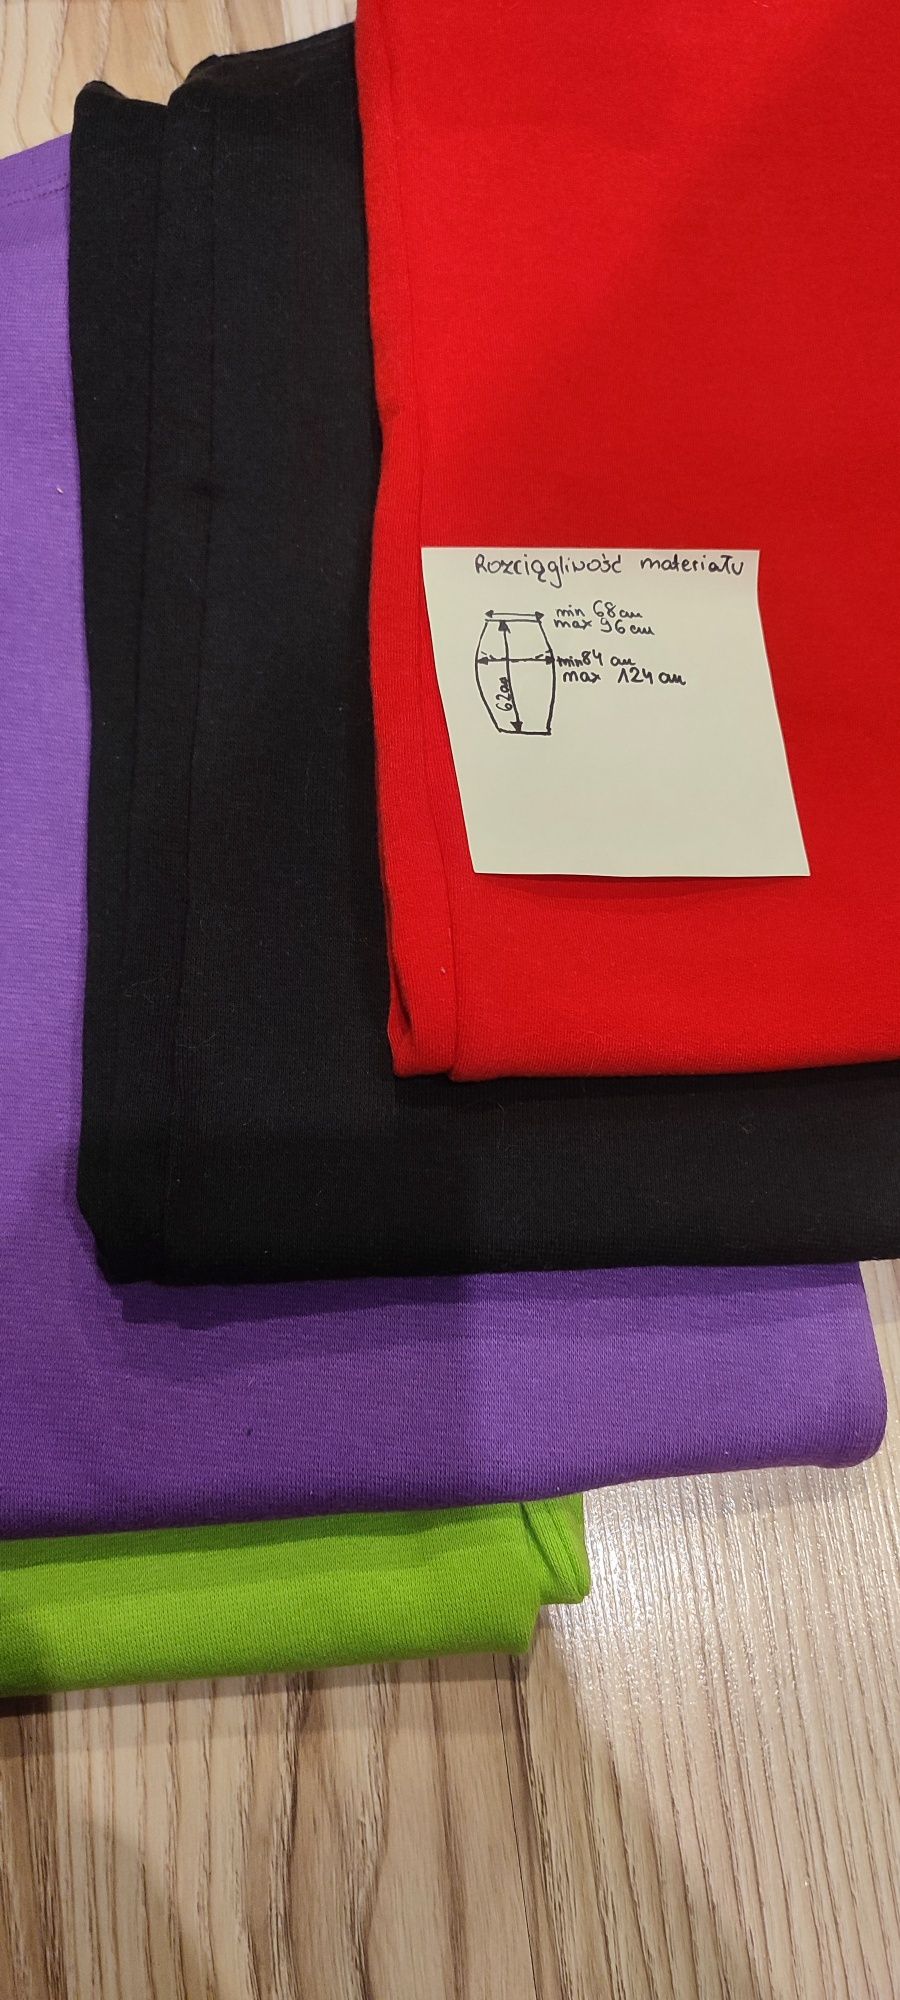 Rozciągliwość materiału
min 68 cm
max 96 cm
min 84 cm
max 124 cm
62 cm